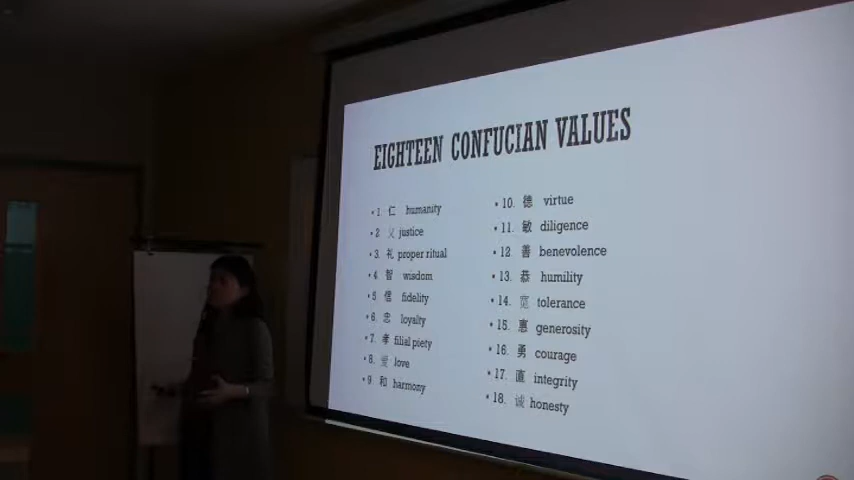 EIGHTEEN CONFUCIAN VALUES
• 1. 仁 humanity
• 2. 义 justice
• 3. 礼 proper ritual
• 4. 智 wisdom
• 5. 信 fidelity
• 6. 忠 loyalty
• 7. 孝 filial piety
• 8. 爱 love
• 9. 和 harmony
• 10. 德 virtue
• 11. 敏 diligence
• 12. 善 benevolence
• 13. 恭 humility
• 14. 宽 tolerance
• 15. 惠 generosity
• 16. 勇 courage
• 17. 直 integrity
• 18. 诚 honesty